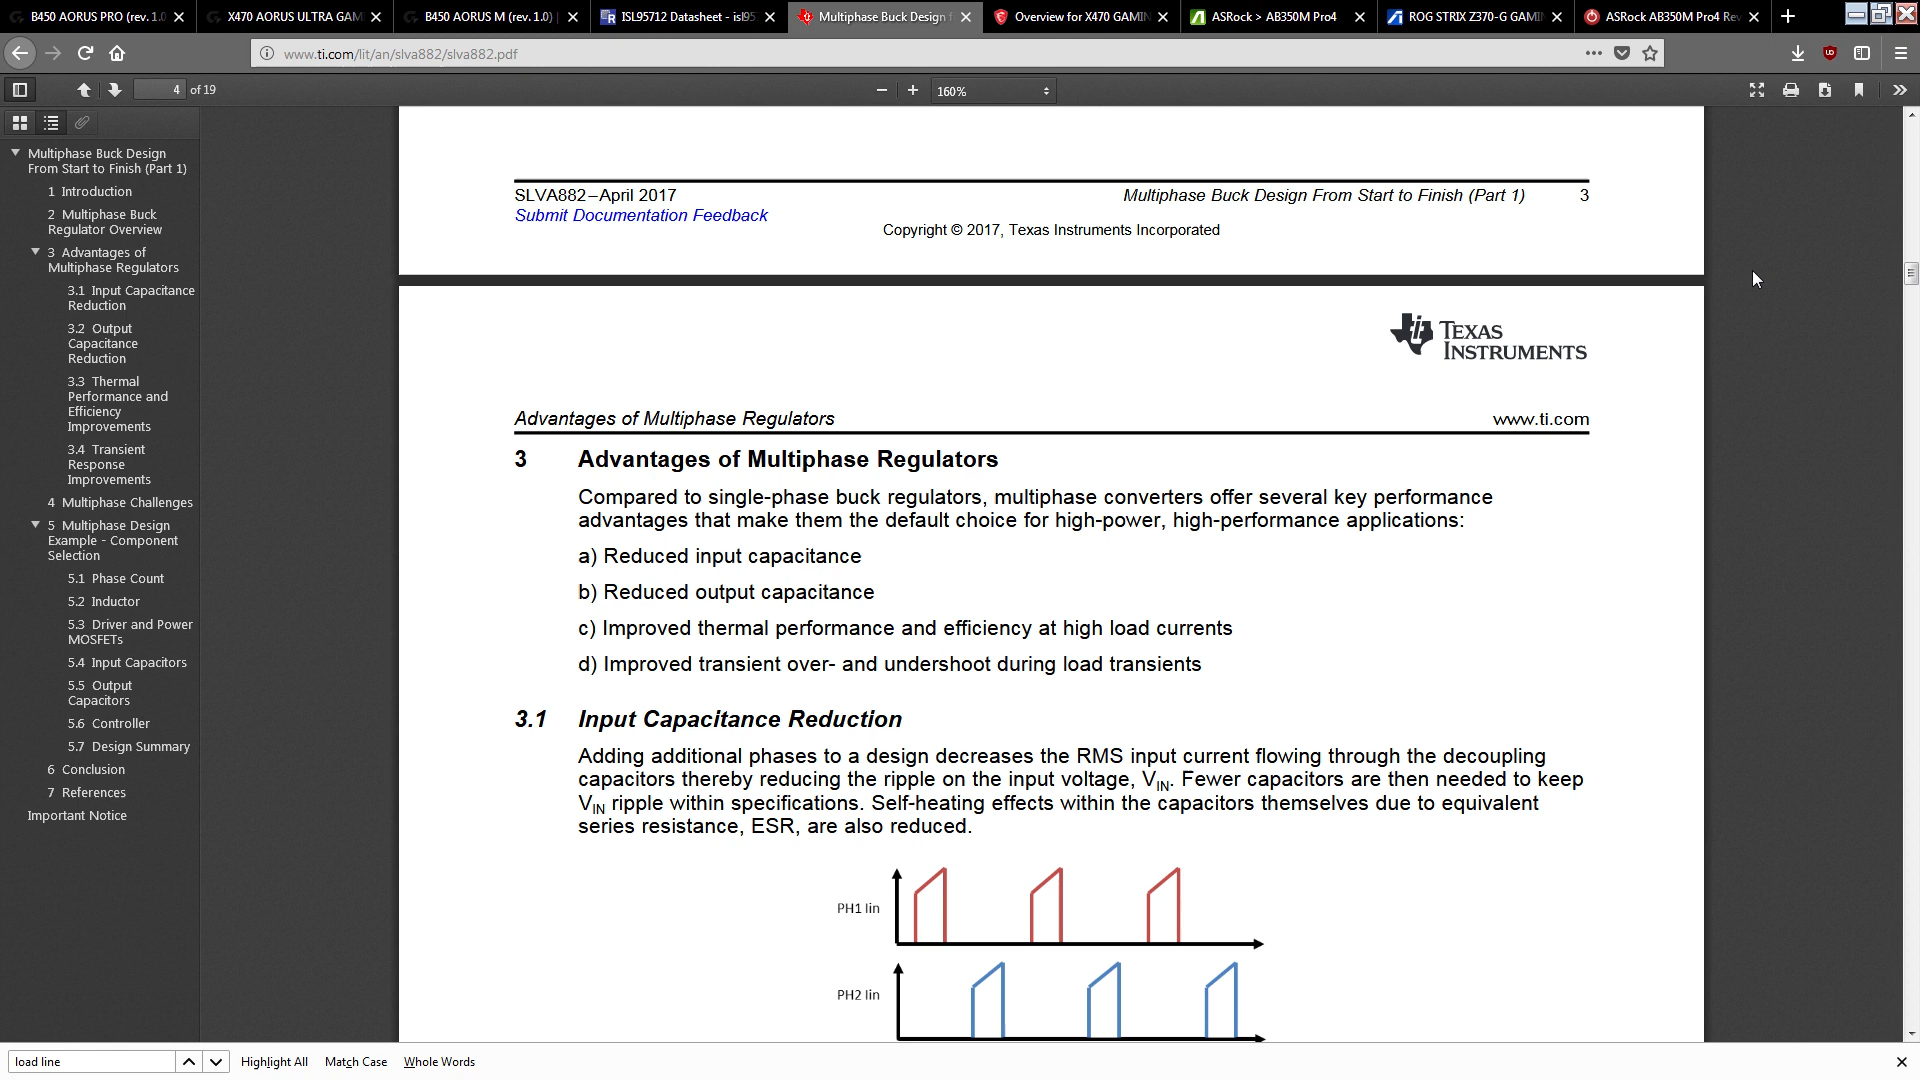 B450 AORUS PRO (rev. 1.0
X470 AORUS ULTRA GAM
B450 AORUS M (rev. 1.0) |
ISL95712 Datasheet - isl95
Multiphase Buck Design f
Overview for X470 GAMIN
ASRock > AB350M Pro4
ROG STRIX Z370-G GAMI
ASRock AB350M Pro4 Rev
www.ti.com/lit/an/slva882/slva882.pdf
4 of 19
160%
Multiphase Buck Design
From Start to Finish (Part 1)
1 Introduction
2 Multiphase Buck
Regulator Overview
3 Advantages of
Multiphase Regulators
3.1 Input Capacitance
Reduction
3.2 Output
Capacitance
Reduction
3.3 Thermal
Performance and
Efficiency
Improvements
3.4 Transient
Response
Improvements
4 Multiphase Challenges
5 Multiphase Design
Example - Component
Selection
5.1 Phase Count
5.2 Inductor
5.3 Driver and Power
MOSFETs
5.4 Input Capacitors
5.5 Output
Capacitors
5.6 Controller
5.7 Design Summary
6 Conclusion
7 References
Important Notice
SLVA882–April 2017 Multiphase Buck Design From Start to Finish (Part 1) 3
Submit Documentation Feedback
Copyright © 2017, Texas Instruments Incorporated
TEXAS
INSTRUMENTS
Advantages of Multiphase Regulators www.ti.com
3 Advantages of Multiphase Regulators
Compared to single-phase buck regulators, multiphase converters offer several key performance
advantages that make them the default choice for high-power, high-performance applications:
a) Reduced input capacitance
b) Reduced output capacitance
c) Improved thermal performance and efficiency at high load currents
d) Improved transient over- and undershoot during load transients
3.1 Input Capacitance Reduction
Adding additional phases to a design decreases the RMS input current flowing through the decoupling
capacitors thereby reducing the ripple on the input voltage, VIN. Fewer capacitors are then needed to keep
VIN ripple within specifications. Self-heating effects within the capacitors themselves due to equivalent
series resistance, ESR, are also reduced.
PH1 Iin
PH2 Iin
load line Highlight All Match Case Whole Words